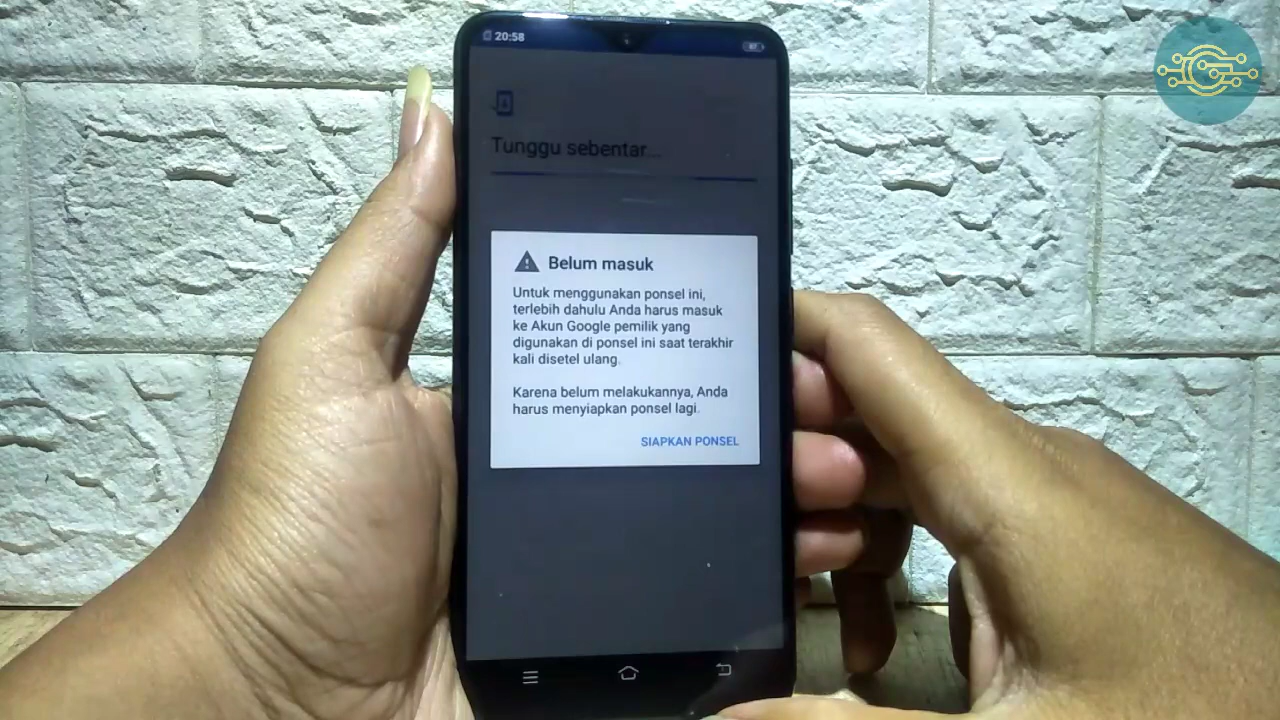 20:58
87
Tunggu sebentar...
Belum masuk
Untuk menggunakan ponsel ini,
terlebih dahulu Anda harus masuk
ke Akun Google pemilik yang
digunakan di ponsel ini saat terakhir
kali disetel ulang.
Karena belum melakukannya, Anda
harus menyiapkan ponsel lagi.
SIAPKAN PONSEL